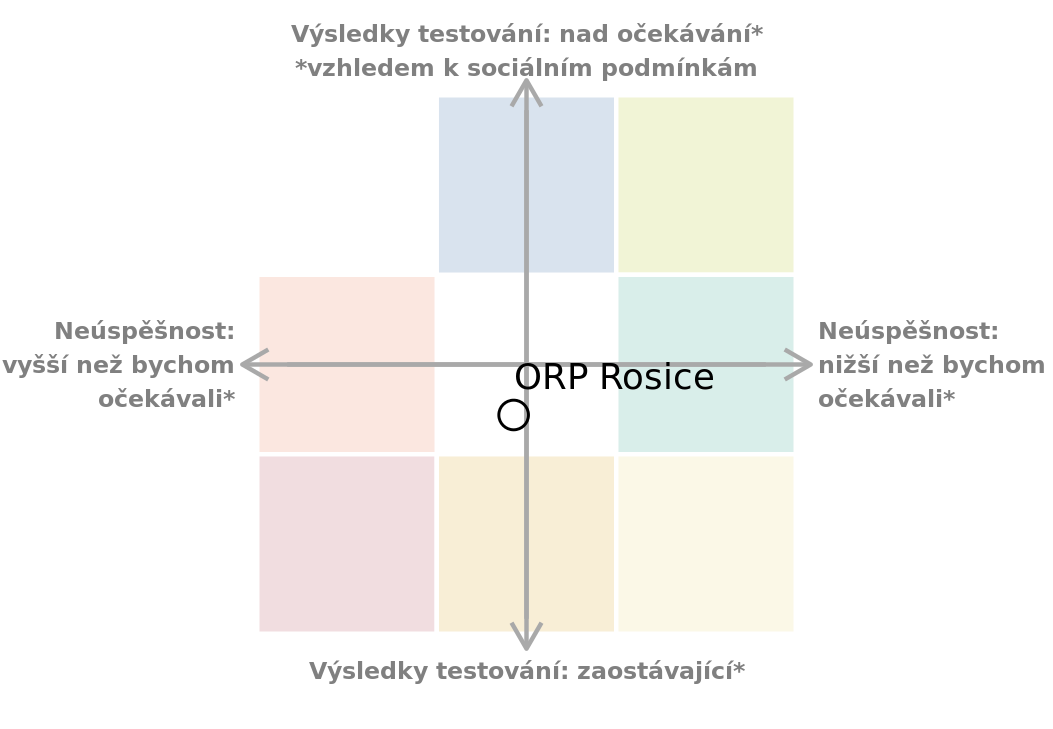 Výsledky testování: nad očekávání*
*vzhledem k sociálním podmínkám
Neúspěšnost:
vyšší než bychom
očekávali*
Neúspěšnost:
nižší než bychom
očekávali*
ORP Rosice
Výsledky testování: zaostávající*